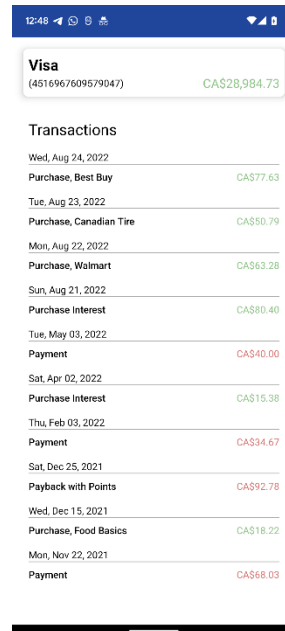 12:48
Visa
(4516967609579047) CA$28,984.73
Transactions
Wed, Aug 24, 2022
Purchase, Best Buy CA$77.63
Tue, Aug 23, 2022
Purchase, Canadian Tire CA$50.79
Mon, Aug 22, 2022
Purchase, Walmart CA$63.28
Sun, Aug 21, 2022
Purchase Interest CA$80.40
Tue, May 03, 2022
Payment CA$40.00
Sat, Apr 02, 2022
Purchase Interest CA$15.38
Thu, Feb 03, 2022
Payment CA$34.67
Sat, Dec 25, 2021
Payback with Points CA$92.78
Wed, Dec 15, 2021
Purchase, Food Basics CA$18.22
Mon, Nov 22, 2021
Payment CA$68.03